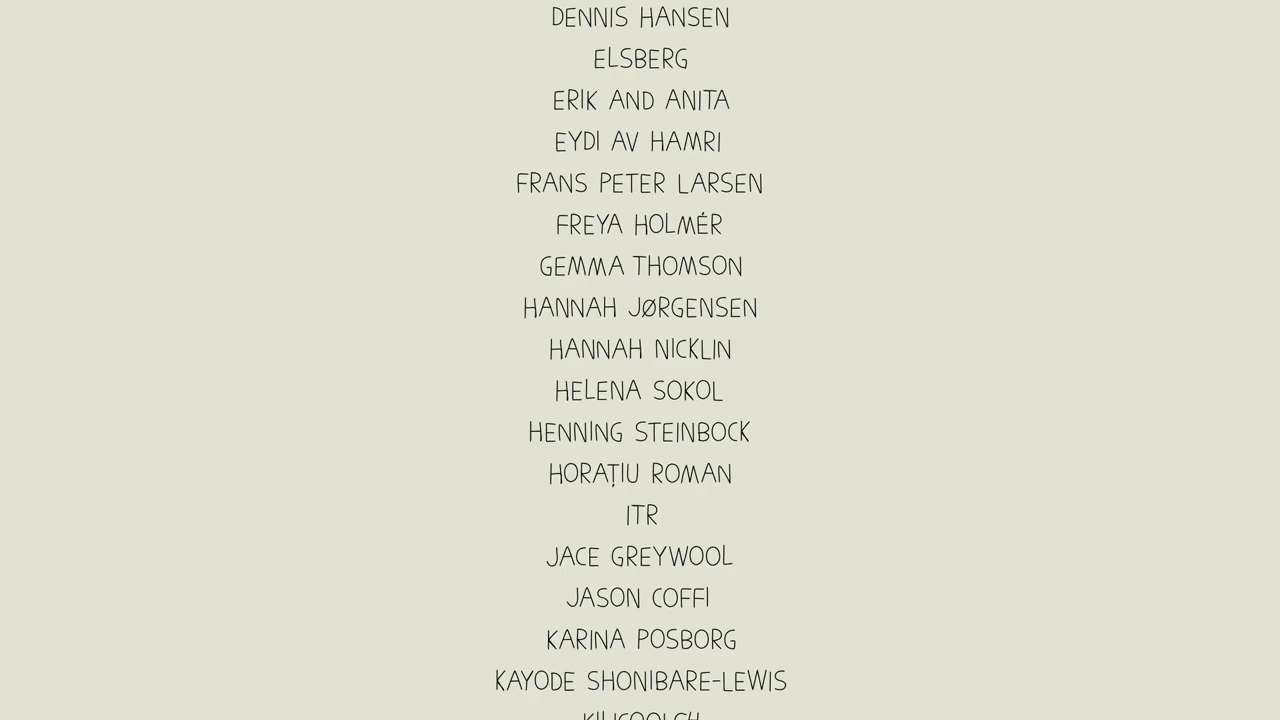 DENNIS HANSEN
ELSBERG
ERIK AND ANITA
EYDI AV HAMRI
FRANS PETER LARSEN
FREYA HOLMÉR
GEMMA THOMSON
HANNAH JØRGENSEN
HANNAH NICKLIN
HELENA SOKOL
HENNING STEINBOCK
HORAȚIU ROMAN
ITR
JACE GREYWOOL
JASON COFFI
KARINA POSBORG
KAYODE SHONIBARE-LEWIS